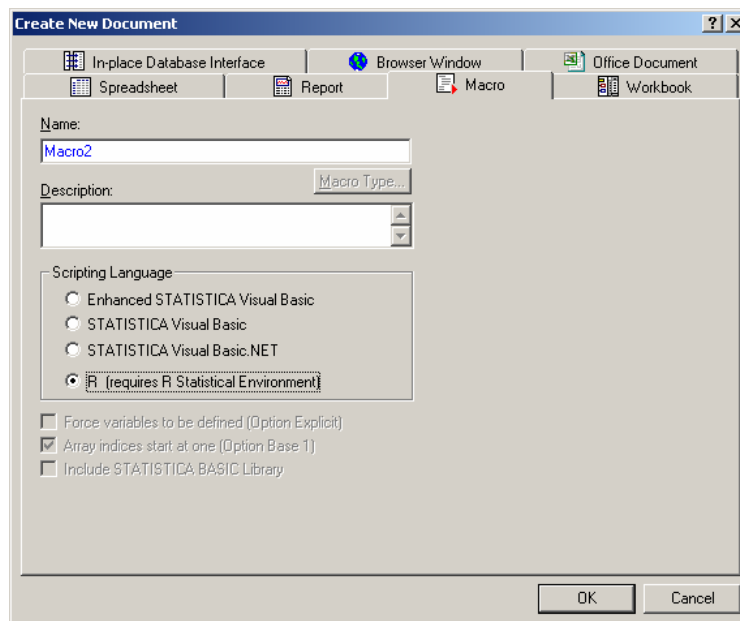 Create New Document
In-place Database Interface
Browser Window
Office Document
Spreadsheet
Report
Macro
Workbook
Name:
Macro2
Macro Type...
Description:
Scripting Language
Enhanced STATISTICA Visual Basic
STATISTICA Visual Basic
STATISTICA Visual Basic.NET
R (requires R Statistical Environment)
Force variables to be defined (Option Explicit)
Array indices start at one (Option Base 1)
Include STATISTICA BASIC Library
OK
Cancel